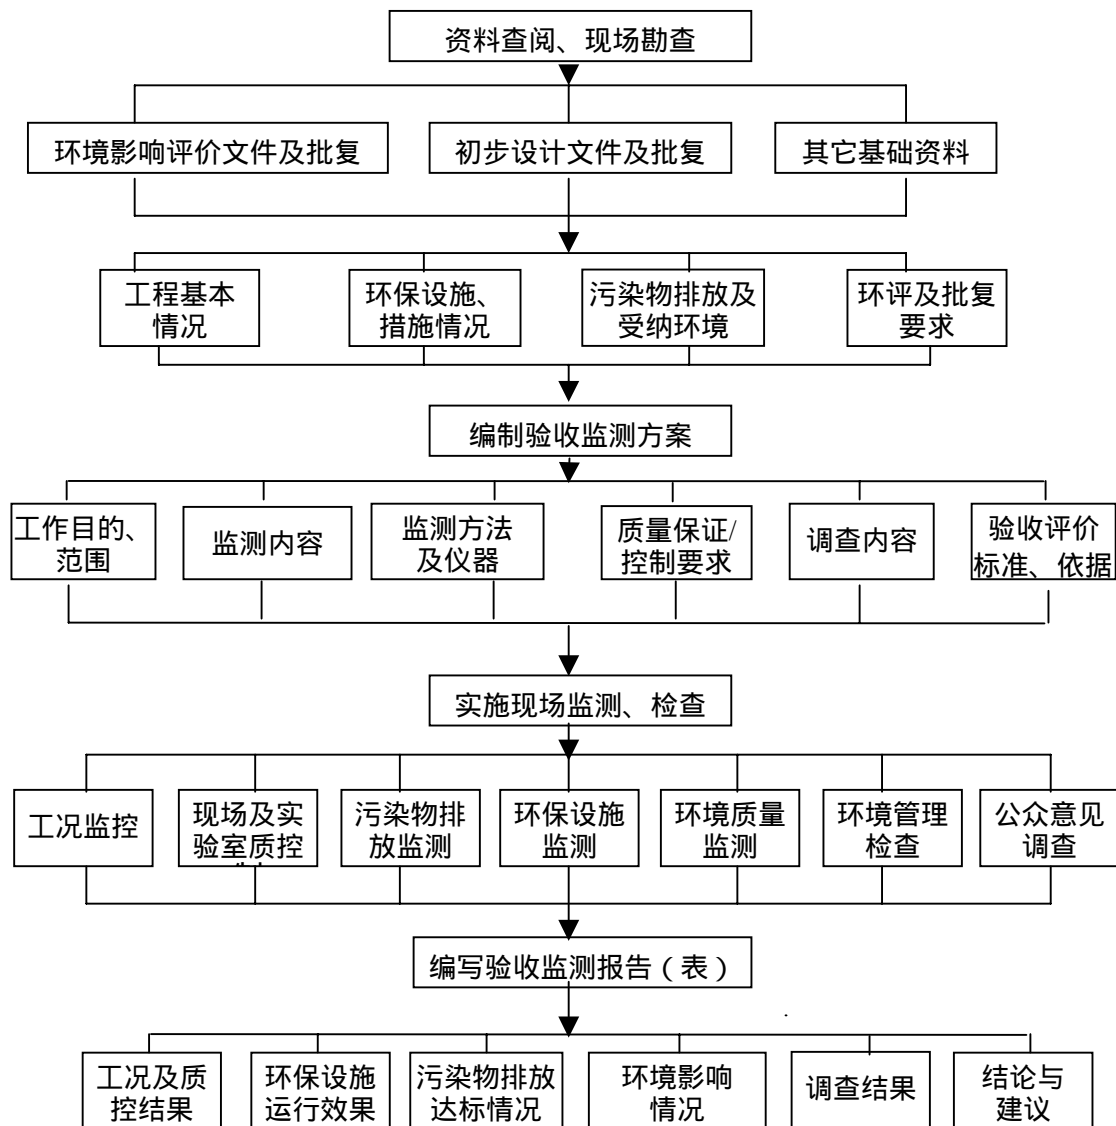 资料查阅、现场勘查
环境影响评价文件及批复
初步设计文件及批复
其它基础资料
工程基本
情况
环保设施、
措施情况
污染物排放及
受纳环境
环评及批复
要求
编制验收监测方案
工作目的、
范围
监测内容
监测方法
及仪器
质量保证/
控制要求
调查内容
验收评价
标准、依据
实施现场监测、检查
工况监控
现场及实
验室质控
污染物排
放监测
环保设施
监测
环境质量
监测
环境管理
检查
公众意见
调查
编写验收监测报告（表）
工况及质
控结果
环保设施
运行效果
污染物排放
达标情况
环境影响
情况
调查结果
结论与
建议